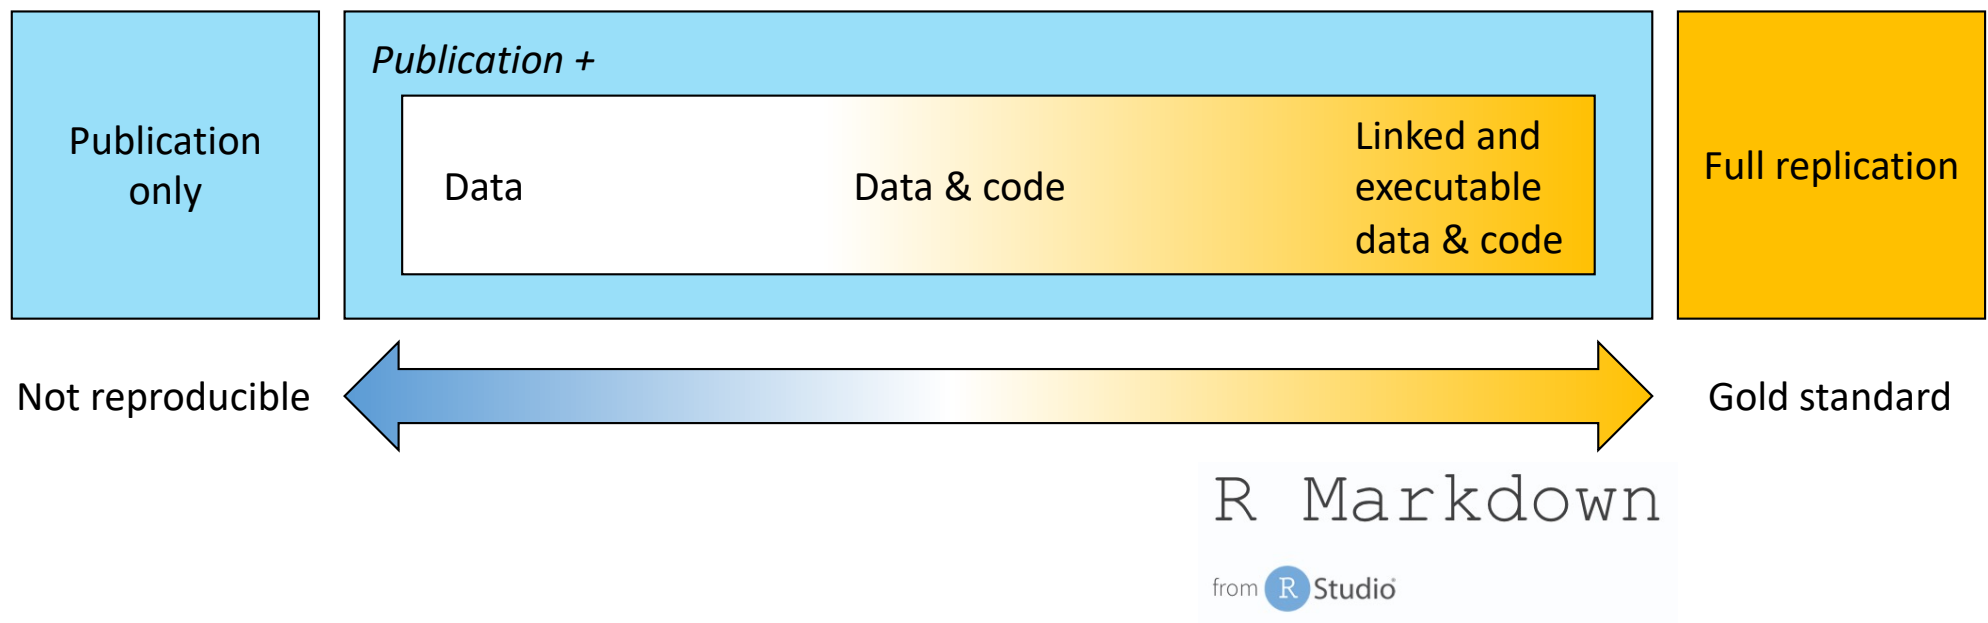 Publication
only
Publication +
Data
Data & code
Linked and
executable
data & code
Full replication
Not reproducible
Gold standard
R Markdown
from R Studio